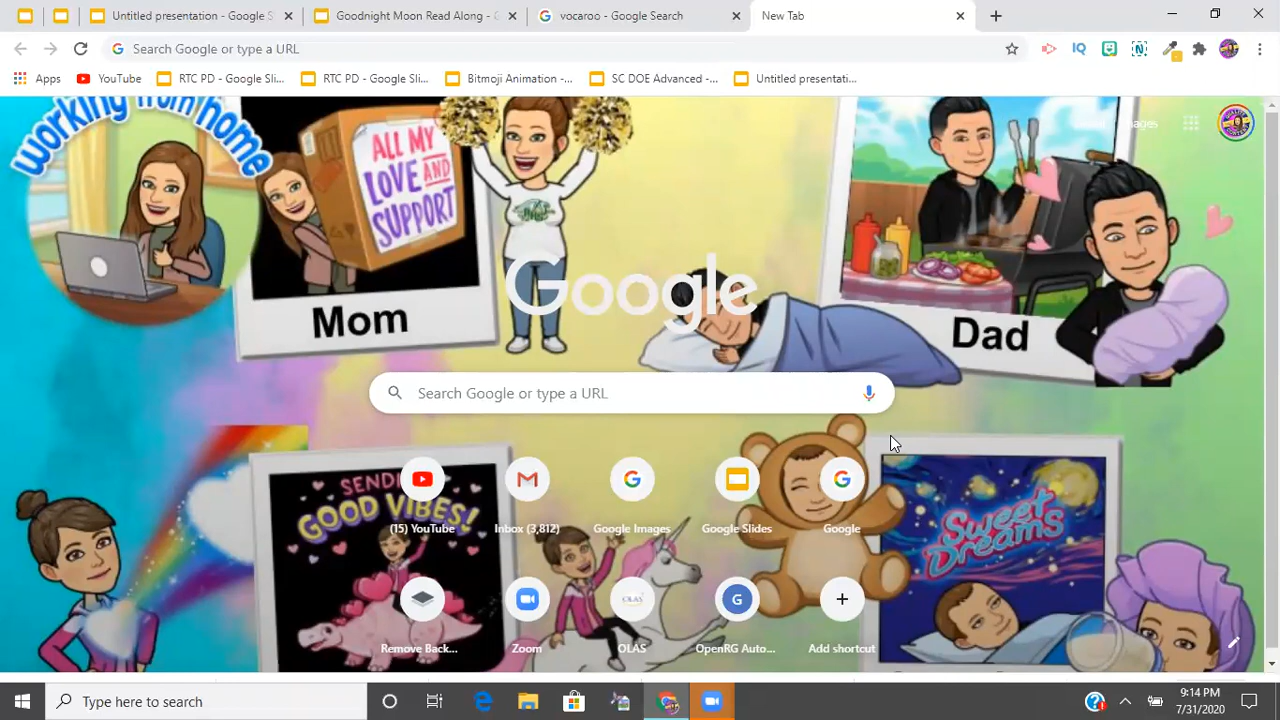 Untitled presentation - Google S
Goodnight Moon Read Along -
vocaroo - Google Search
New Tab
Search Google or type a URL
Apps
YouTube
RTC PD - Google Sli...
RTC PD - Google Sli...
Bitmoji Animation -...
SC DOE Advanced -...
Untitled presentati...
working from home
ALL MY
LOVE AND
SUPPORT
Mom
Dad
Google
Search Google or type a URL
SENDI
GOOD VIBES!
Sweet
Dreams
(15) YouTube
Inbox (3,812)
Google Images
Google Slides
Google
OLAS
G
Remove Back...
Zoom
OLAS
OpenRG Auto...
Add shortcut
Type here to search
9:14 PM
7/31/2020